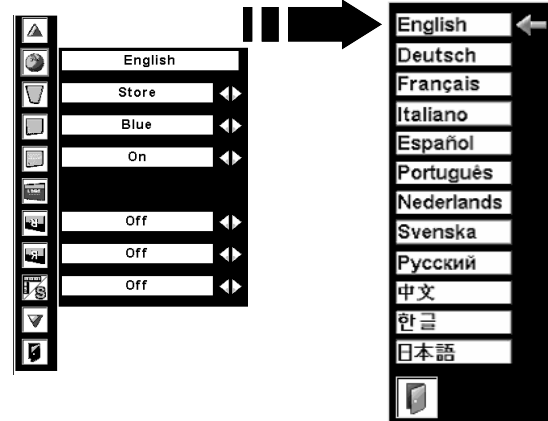 English
Store
Blue
On
Off
Off
Off
English
Deutsch
Français
Italiano
Español
Português
Nederlands
Svenska
Русский
中文
한글
日本語